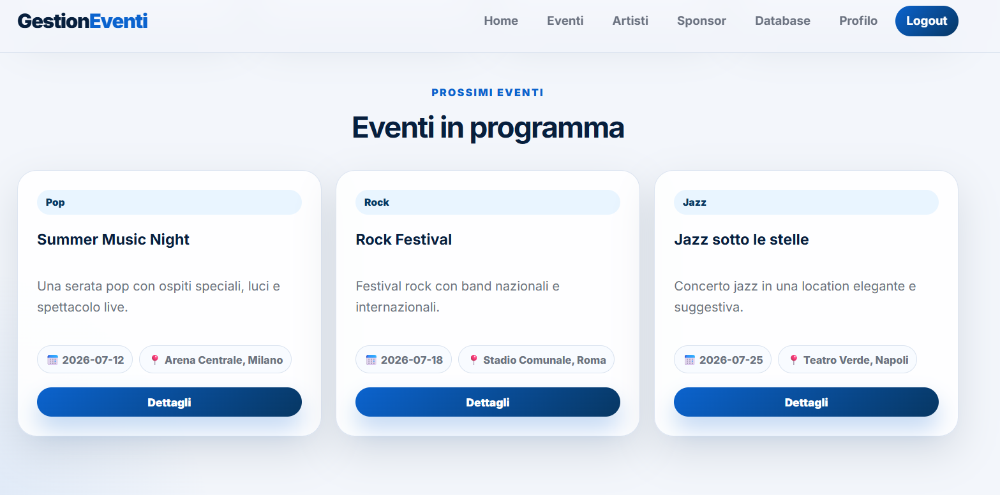 GestionEventi
Home Eventi Artisti Sponsor Database Profilo Logout
PROSSIMI EVENTI
Eventi in programma
Pop
Summer Music Night
Una serata pop con ospiti speciali, luci e
spettacolo live.
2026-07-12 Arena Centrale, Milano
Dettagli
Rock
Rock Festival
Festival rock con band nazionali e
internazionali.
2026-07-18 Stadio Comunale, Roma
Dettagli
Jazz
Jazz sotto le stelle
Concerto jazz in una location elegante e
suggestiva.
2026-07-25 Teatro Verde, Napoli
Dettagli